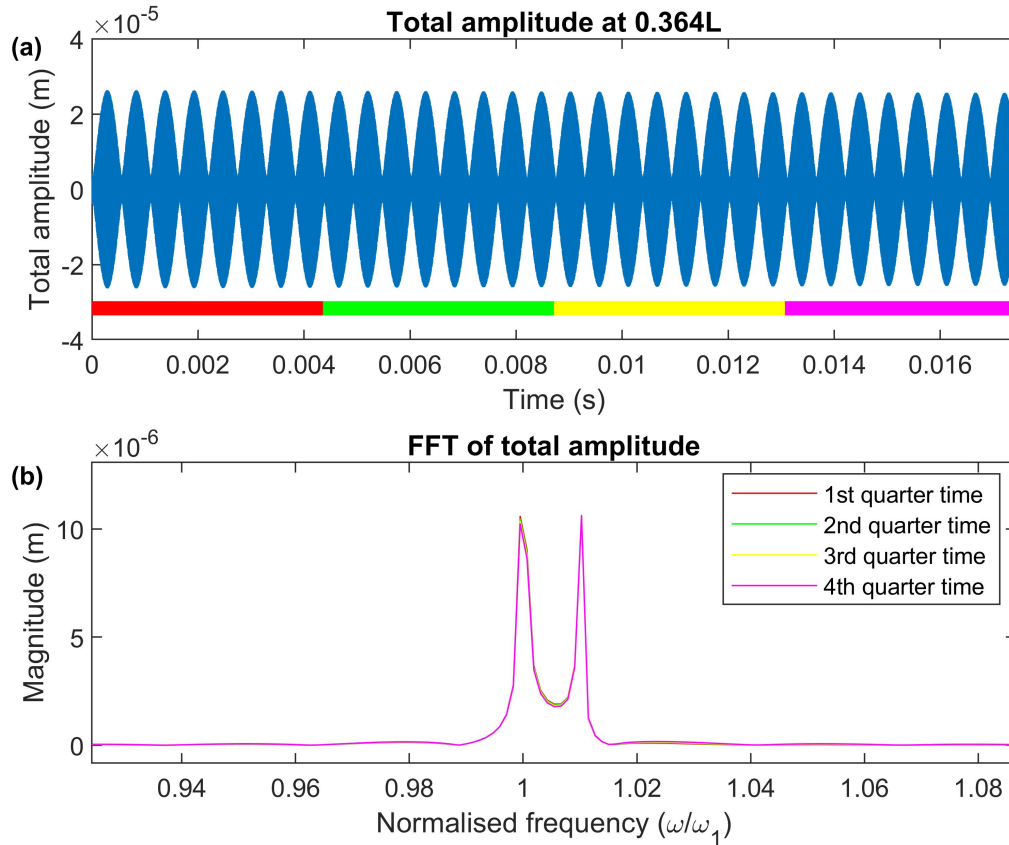 Total amplitude at 0.364L
(a)
×10⁻⁵
Total amplitude (m)
4
2
0
-2
-4
0 0.002 0.004 0.006 0.008 0.01 0.012 0.014 0.016
Time (s)
FFT of total amplitude
(b)
×10⁻⁶
Magnitude (m)
10
5
0
1st quarter time
2nd quarter time
3rd quarter time
4th quarter time
0.94 0.96 0.98 1 1.02 1.04 1.06 1.08
Normalised frequency (ω/ω₁)